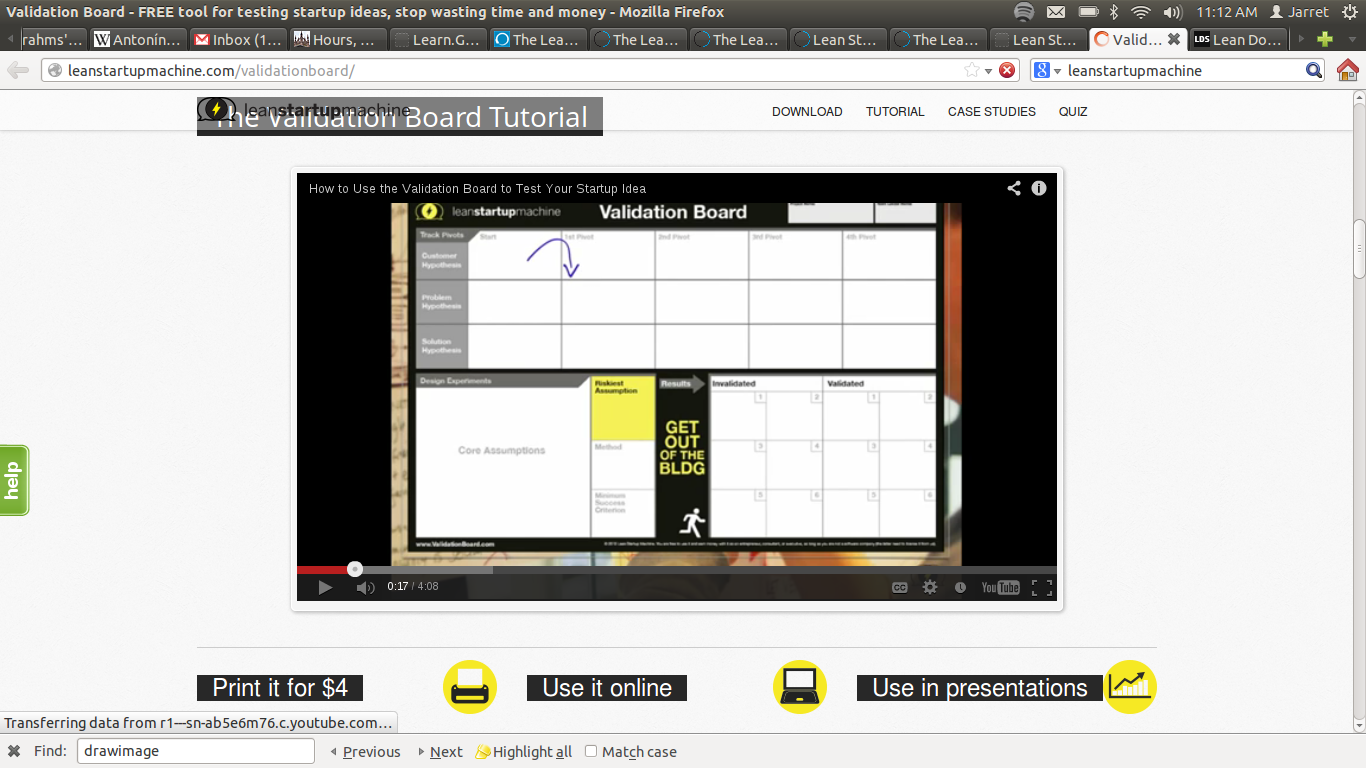 Validation Board - FREE tool for testing startup ideas, stop wasting time and money - Mozilla Firefox
11:12 AM Jarret
rahms'... Antonín... Inbox (1... Hours, ... Learn.G... The Lea... The Lea... The Lea... Lean St... The Lea... Lean St... Valid... Lean Do...
leanstartupmachine.com/validationboard/
leanstartupmachine
leanstartupmachine
The Validation Board Tutorial
DOWNLOAD TUTORIAL CASE STUDIES QUIZ
How to Use the Validation Board to Test Your Startup Idea
leanstartupmachine Validation Board
Track Pivots Start 1st Pivot 2nd Pivot 3rd Pivot 4th Pivot
Customer
Hypothesis
Problem
Hypothesis
Solution
Hypothesis
Design Experiments
Riskiest
Assumption
Results
Invalidated
Validated
1 2 1 2
Core Assumptions
Method
GET
OUT
OF THE
BLDG
3 4 3 4
Minimum
Success
Criterion
5 6 5 6
www.ValidationBoard.com
0:17 / 4:08
CC
YouTube
help
Print it for $4
Use it online
Use in presentations
Transferring data from r1---sn-ab5e6m76.c.youtube.com...
Find: drawimage Previous Next Highlight all Match case